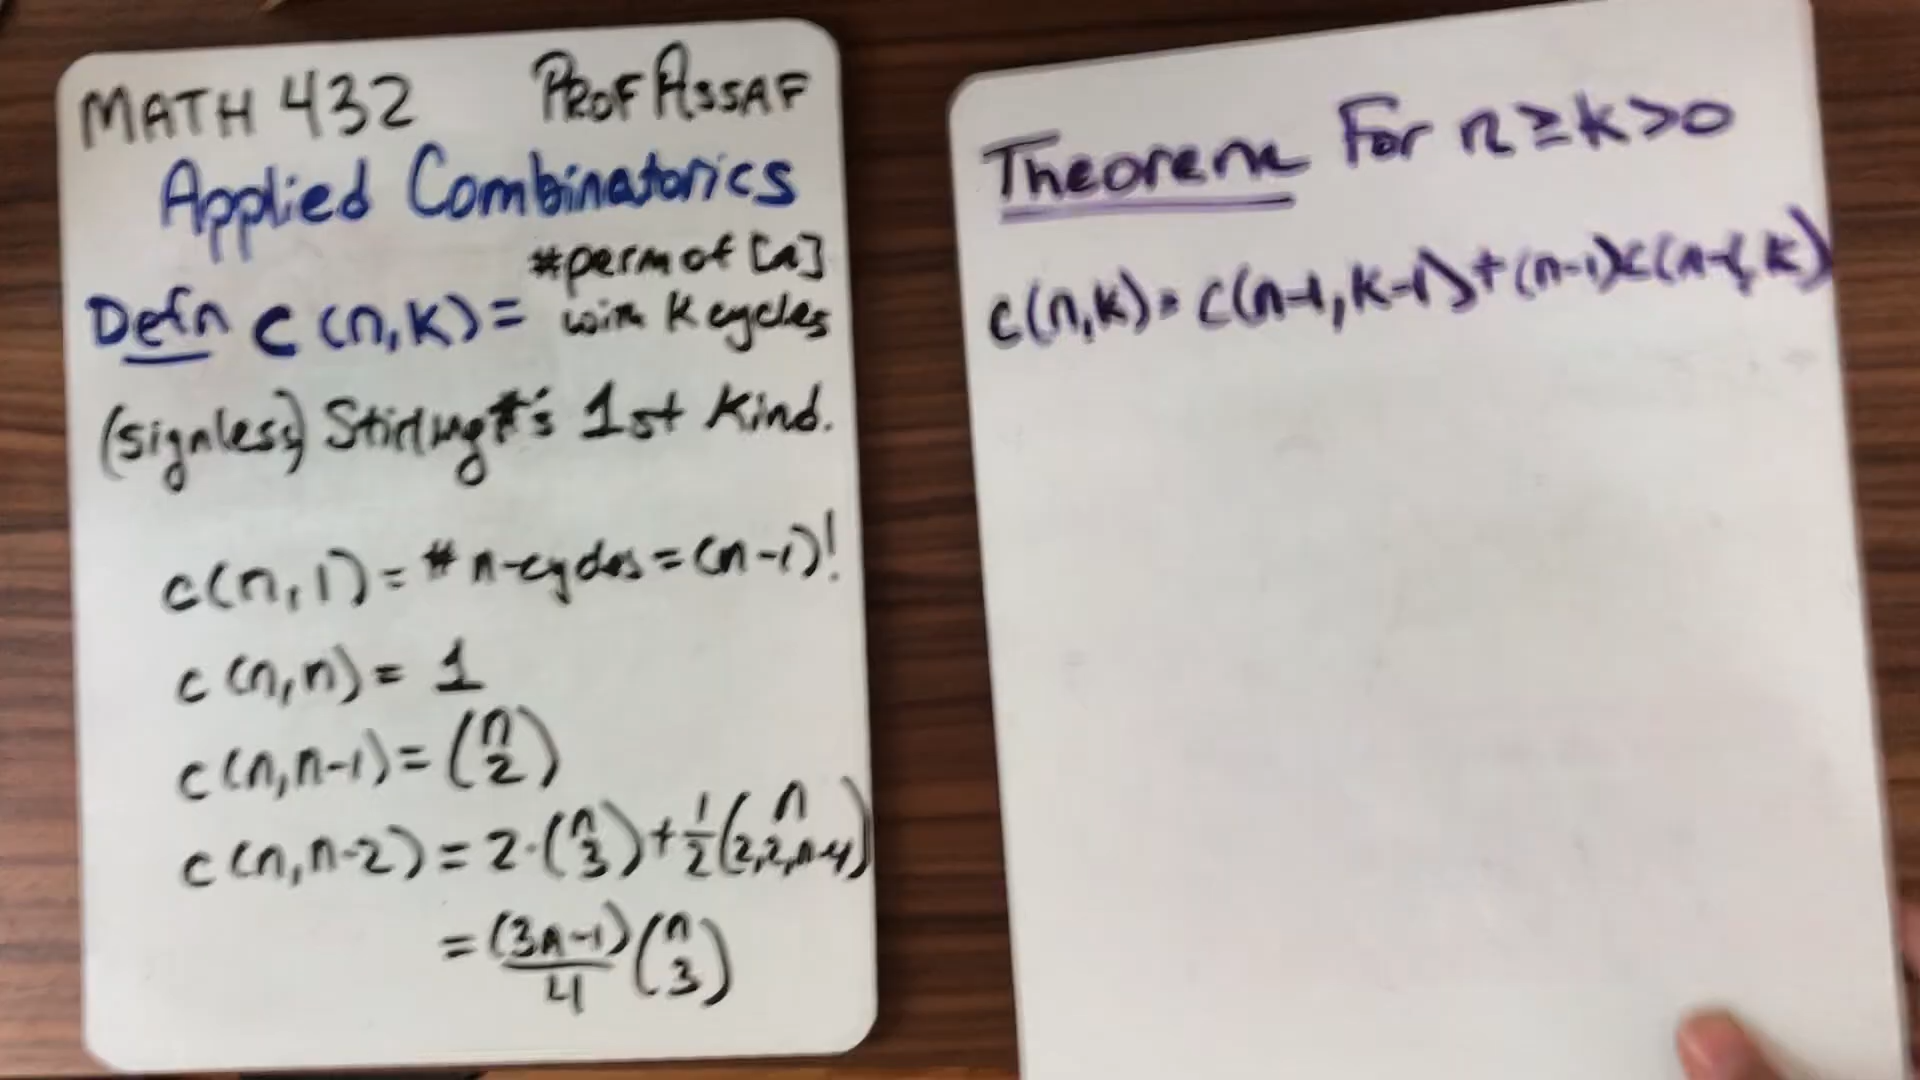 MATH 432 PROF ASSAF
Applied Combinatorics
Defn c(n,k) = #perm of [n] with k cycles
(signless) Stirling #'s 1st Kind.
c(n,1) = # n-cycles = (n-1)!
c(n,n) = 1
c(n,n-1) = (n 2)
c(n,n-2) = 2·(n 3) + 1/2 (n 2,2,n-4)
= (3n-1)/4 (n 3)
Theorem For n ≥ k > 0
c(n,k) = c(n-1,k-1) + (n-1)c(n-1,k)